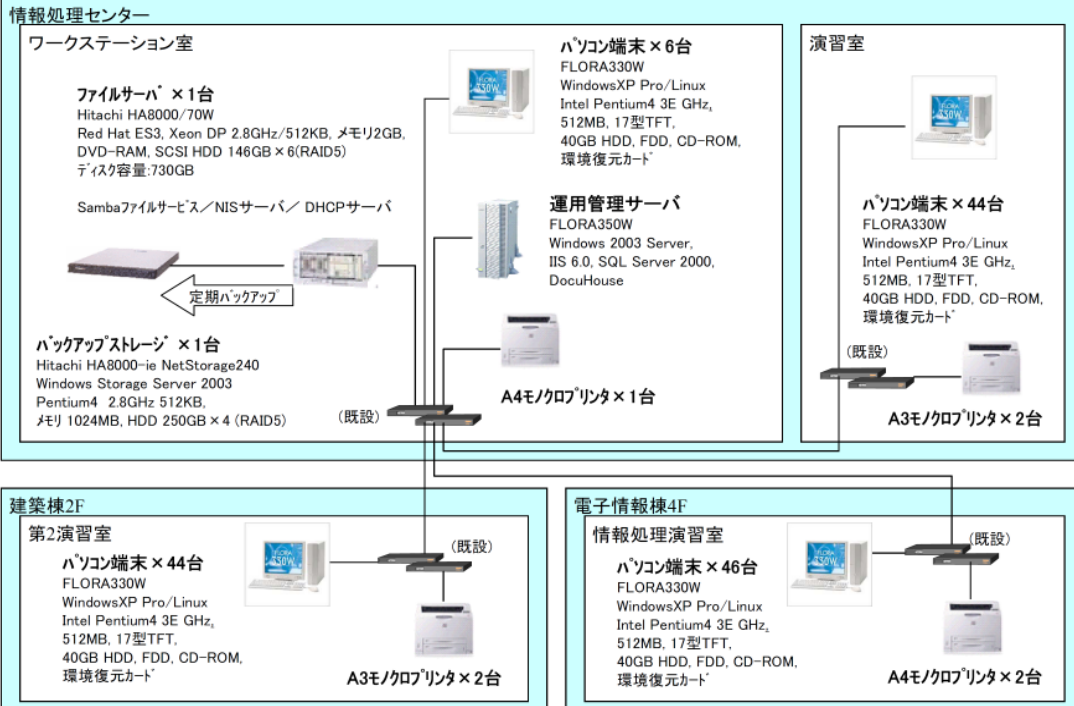 情報処理センター
ワークステーション室
ファイルサーバ ×1台
Hitachi HA8000/70W
Red Hat ES3, Xeon DP 2.8GHz/512KB, メモリ2GB,
DVD-RAM, SCSI HDD 146GB×6(RAID5)
ディスク容量:730GB
Sambaファイルサービス／NISサーバ／ DHCPサーバ
定期バックアップ
バックアップストレージ ×1台
Hitachi HA8000-ie NetStorage240
Windows Storage Server 2003
Pentium4 2.8GHz 512KB,
メモリ 1024MB, HDD 250GB×4 (RAID5)
(既設)
パソコン端末×6台
FLORA330W
WindowsXP Pro/Linux
Intel Pentium4 3E GHz,
512MB, 17型TFT,
40GB HDD, FDD, CD-ROM,
環境復元カード
運用管理サーバ
FLORA350W
Windows 2003 Server,
IIS 6.0, SQL Server 2000,
DocuHouse
A4モノクロプリンタ×1台
演習室
パソコン端末×44台
FLORA330W
WindowsXP Pro/Linux
Intel Pentium4 3E GHz,
512MB, 17型TFT,
40GB HDD, FDD, CD-ROM,
環境復元カード
(既設)
A3モノクロプリンタ×2台
建築棟2F
第2演習室
パソコン端末×44台
FLORA330W
WindowsXP Pro/Linux
Intel Pentium4 3E GHz,
512MB, 17型TFT,
40GB HDD, FDD, CD-ROM,
環境復元カード
(既設)
A3モノクロプリンタ×2台
電子情報棟4F
情報処理演習室
パソコン端末×46台
FLORA330W
WindowsXP Pro/Linux
Intel Pentium4 3E GHz,
512MB, 17型TFT,
40GB HDD, FDD, CD-ROM,
環境復元カード
(既設)
A4モノクロプリンタ×2台